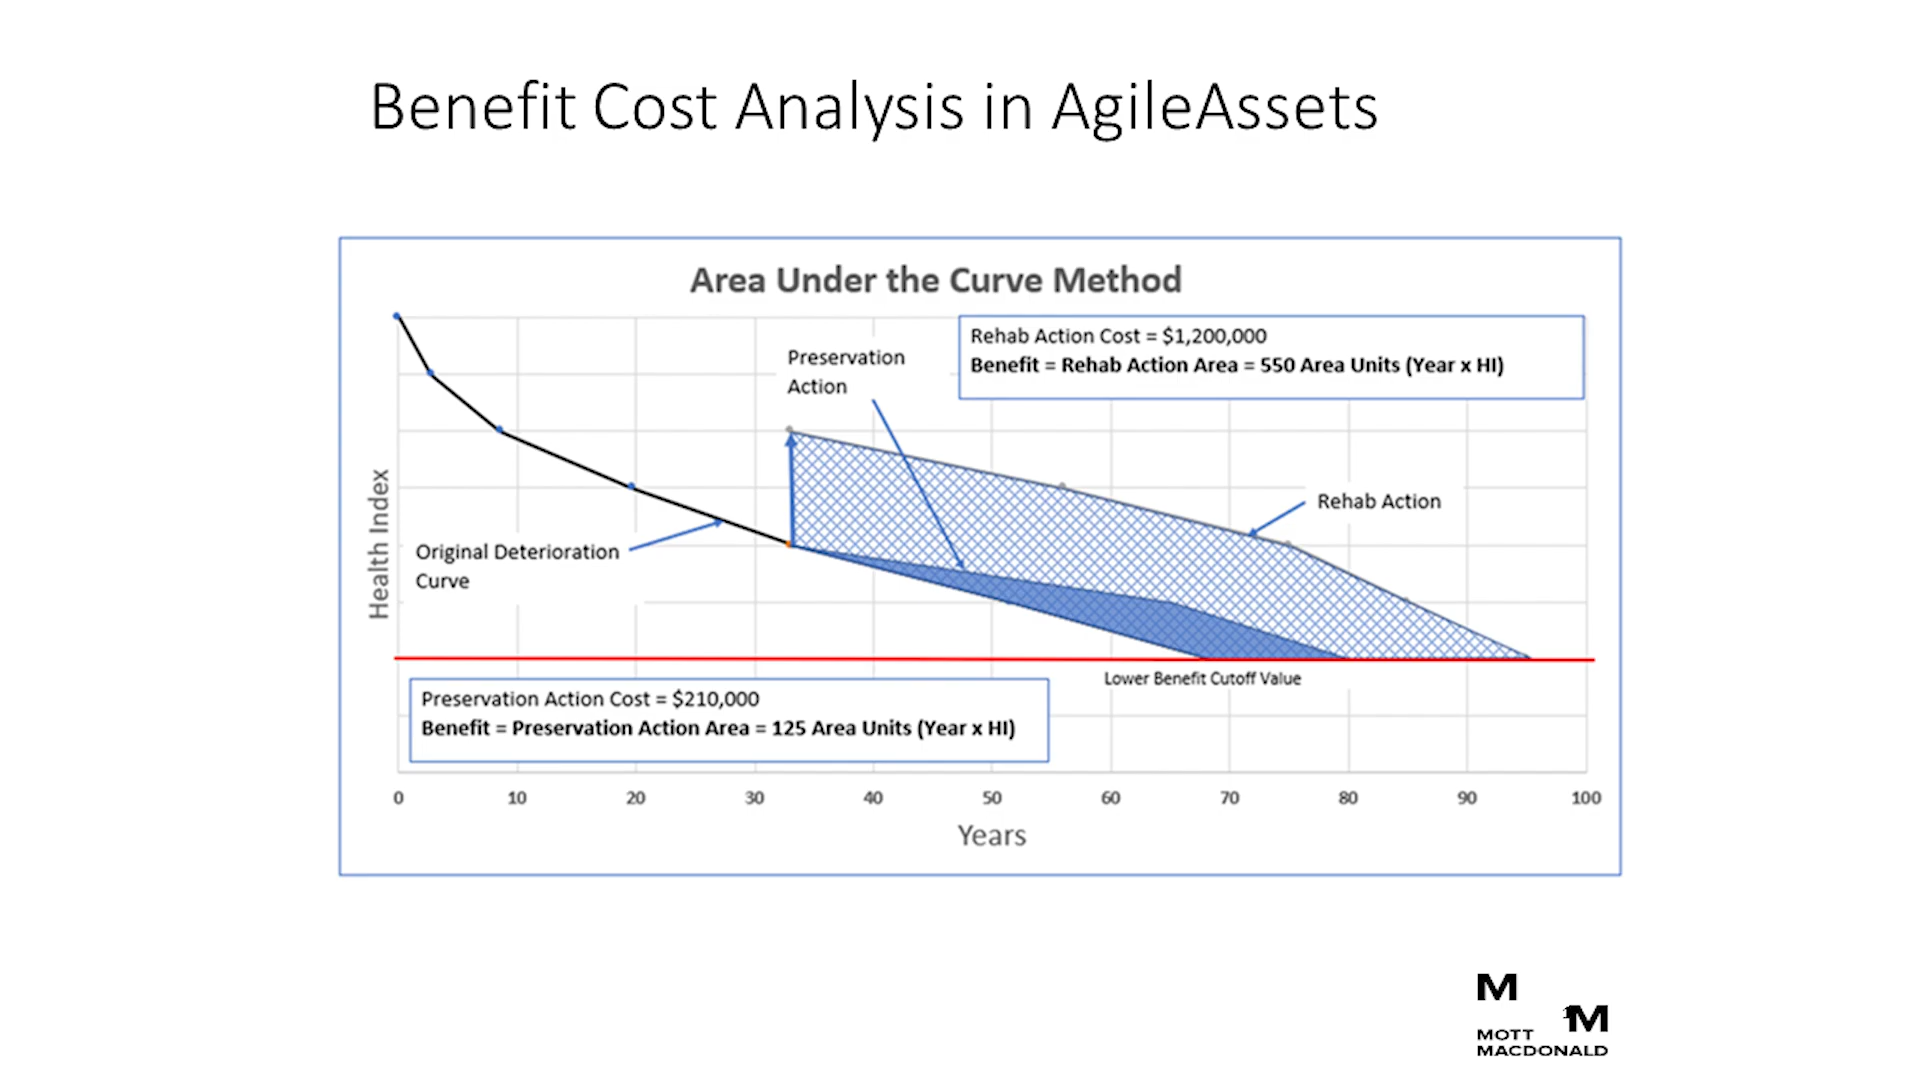 Benefit Cost Analysis in AgileAssets
Area Under the Curve Method
Rehab Action Cost = $1,200,000
Benefit = Rehab Action Area = 550 Area Units (Year x HI)
Preservation
Action
Rehab Action
Original Deterioration
Curve
Health Index
Lower Benefit Cutoff Value
Preservation Action Cost = $210,000
Benefit = Preservation Action Area = 125 Area Units (Year x HI)
0 10 20 30 40 50 60 70 80 90 100
Years
M
M
MOTT
MACDONALD